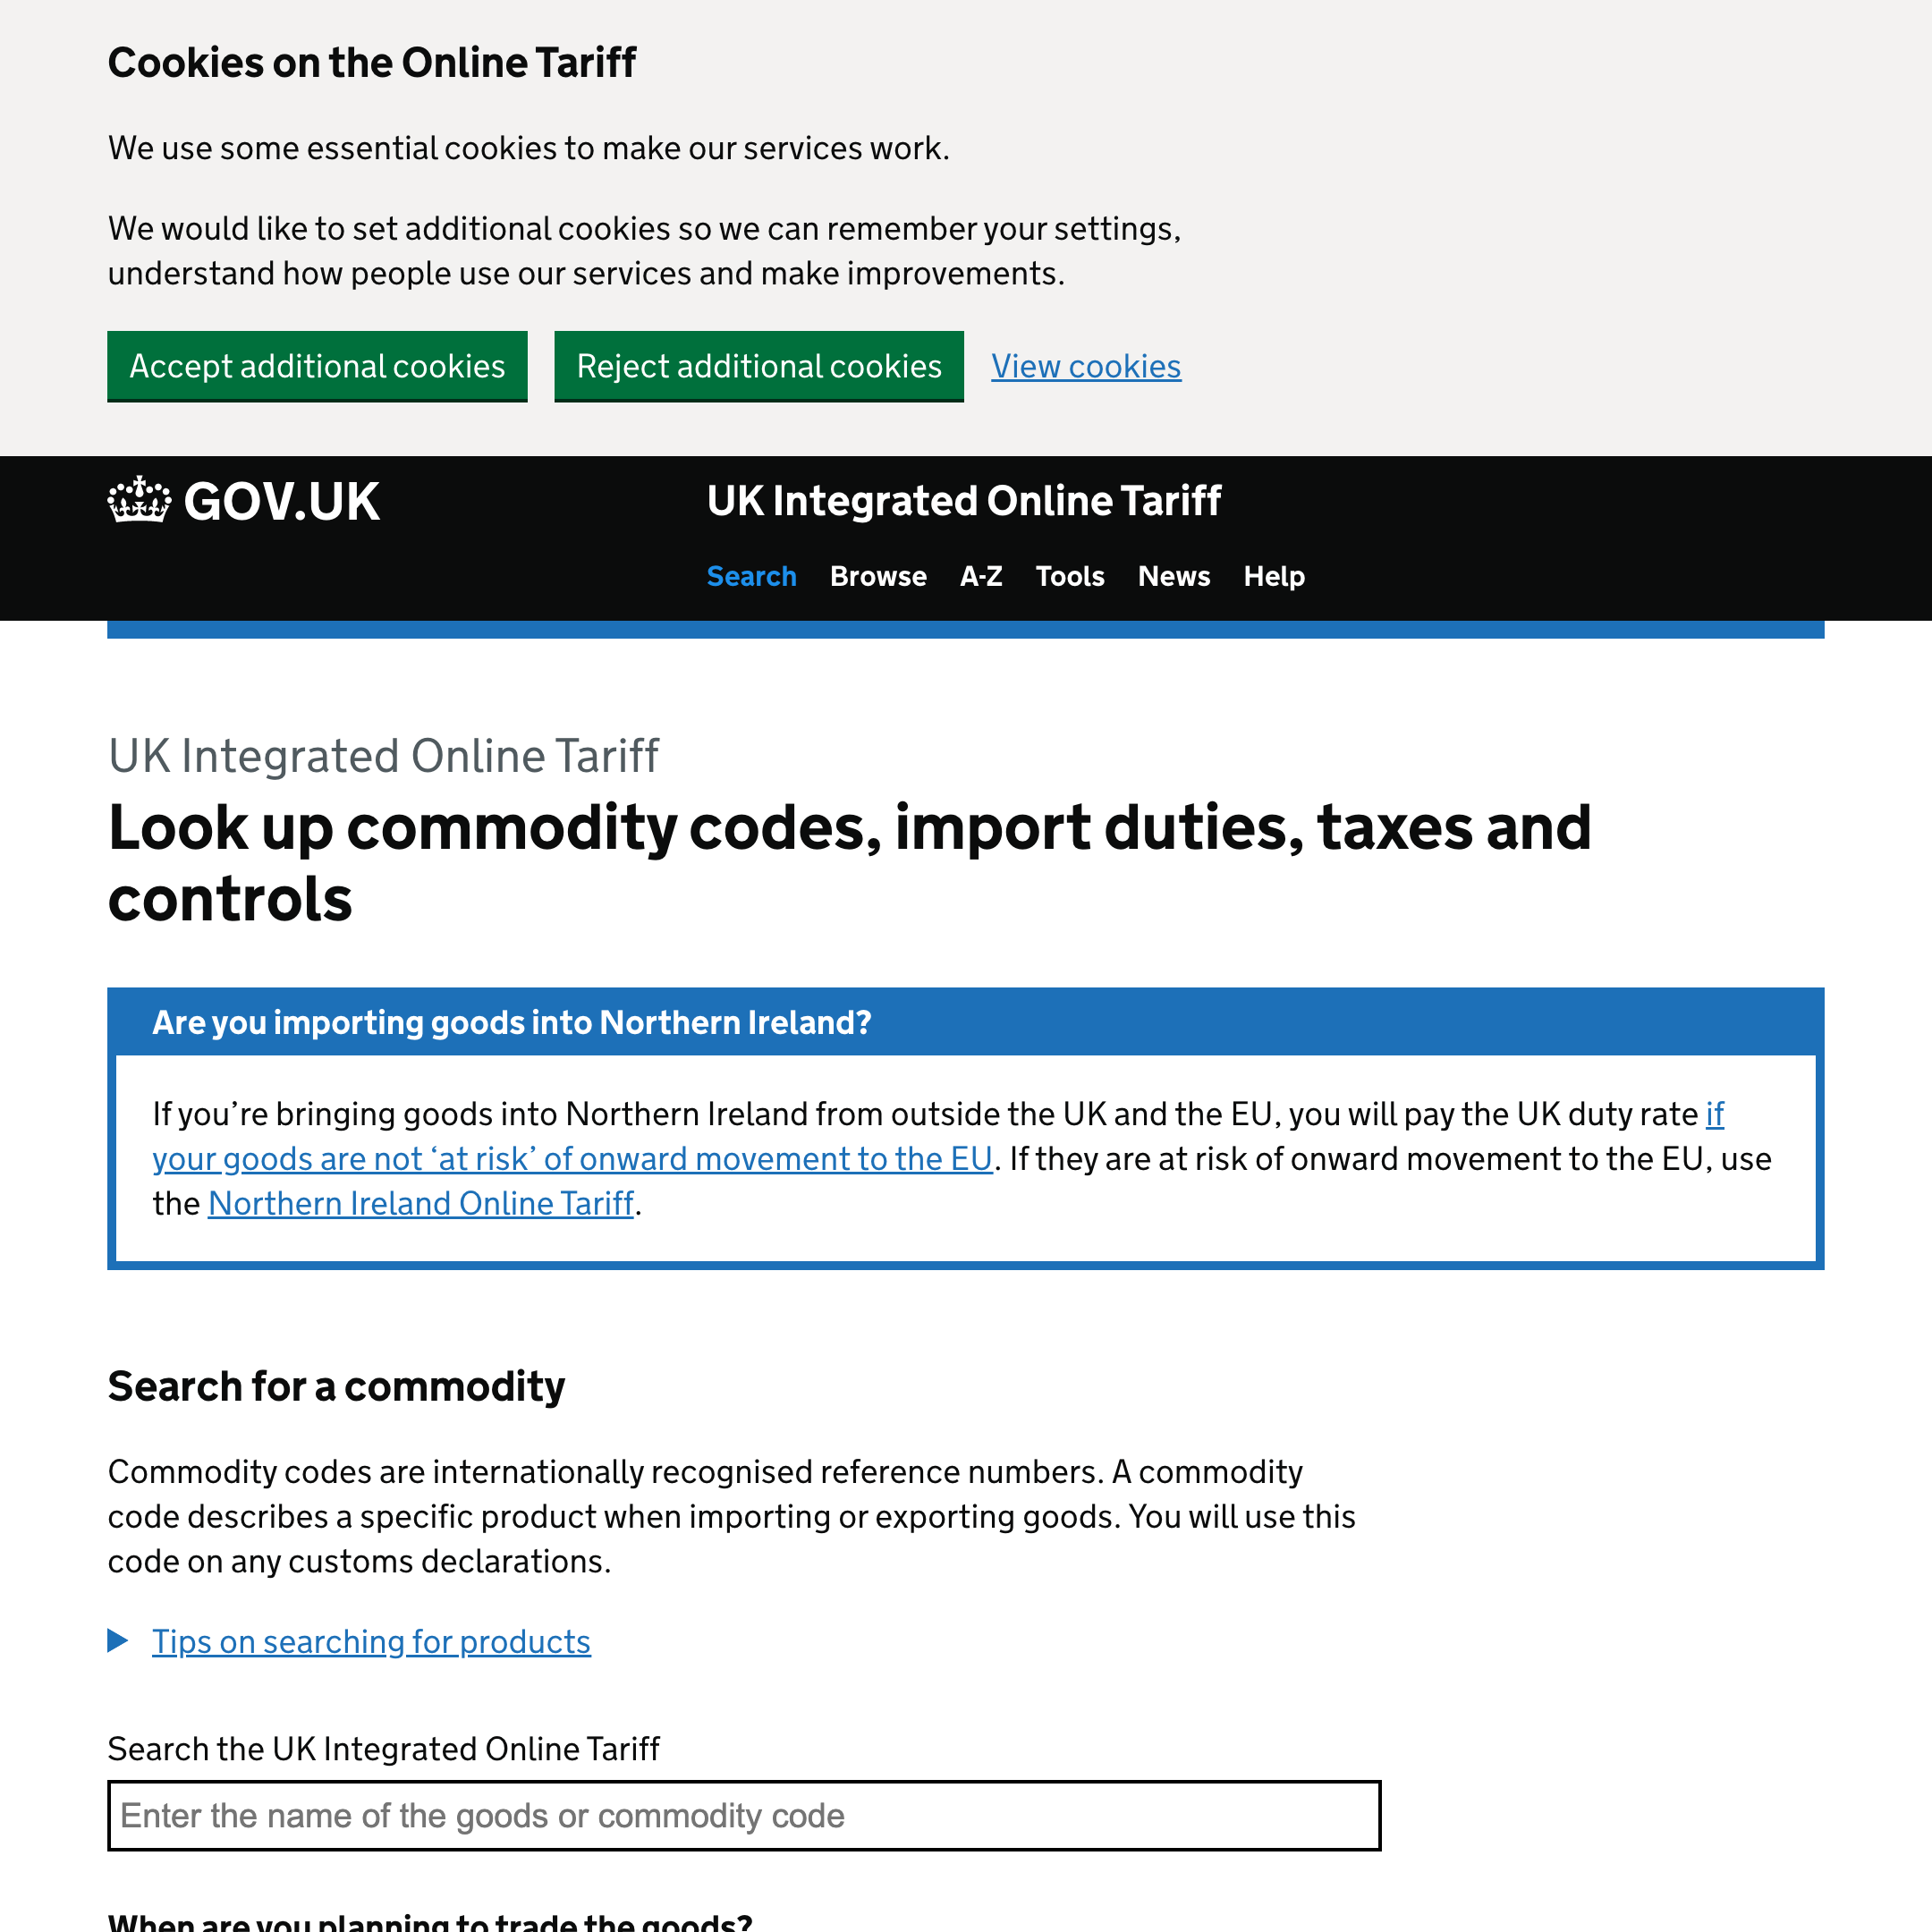 Cookies on the Online Tariff
We use some essential cookies to make our services work.
We would like to set additional cookies so we can remember your settings,
understand how people use our services and make improvements.
Accept additional cookies
Reject additional cookies
View cookies
GOV.UK
UK Integrated Online Tariff
Search
Browse
A-Z
Tools
News
Help
UK Integrated Online Tariff
Look up commodity codes, import duties, taxes and
controls
Are you importing goods into Northern Ireland?
If you’re bringing goods into Northern Ireland from outside the UK and the EU, you will pay the UK duty rate if
your goods are not ‘at risk’ of onward movement to the EU. If they are at risk of onward movement to the EU, use
the Northern Ireland Online Tariff.
Search for a commodity
Commodity codes are internationally recognised reference numbers. A commodity
code describes a specific product when importing or exporting goods. You will use this
code on any customs declarations.
Tips on searching for products
Search the UK Integrated Online Tariff
Enter the name of the goods or commodity code
When are you planning to trade the goods?